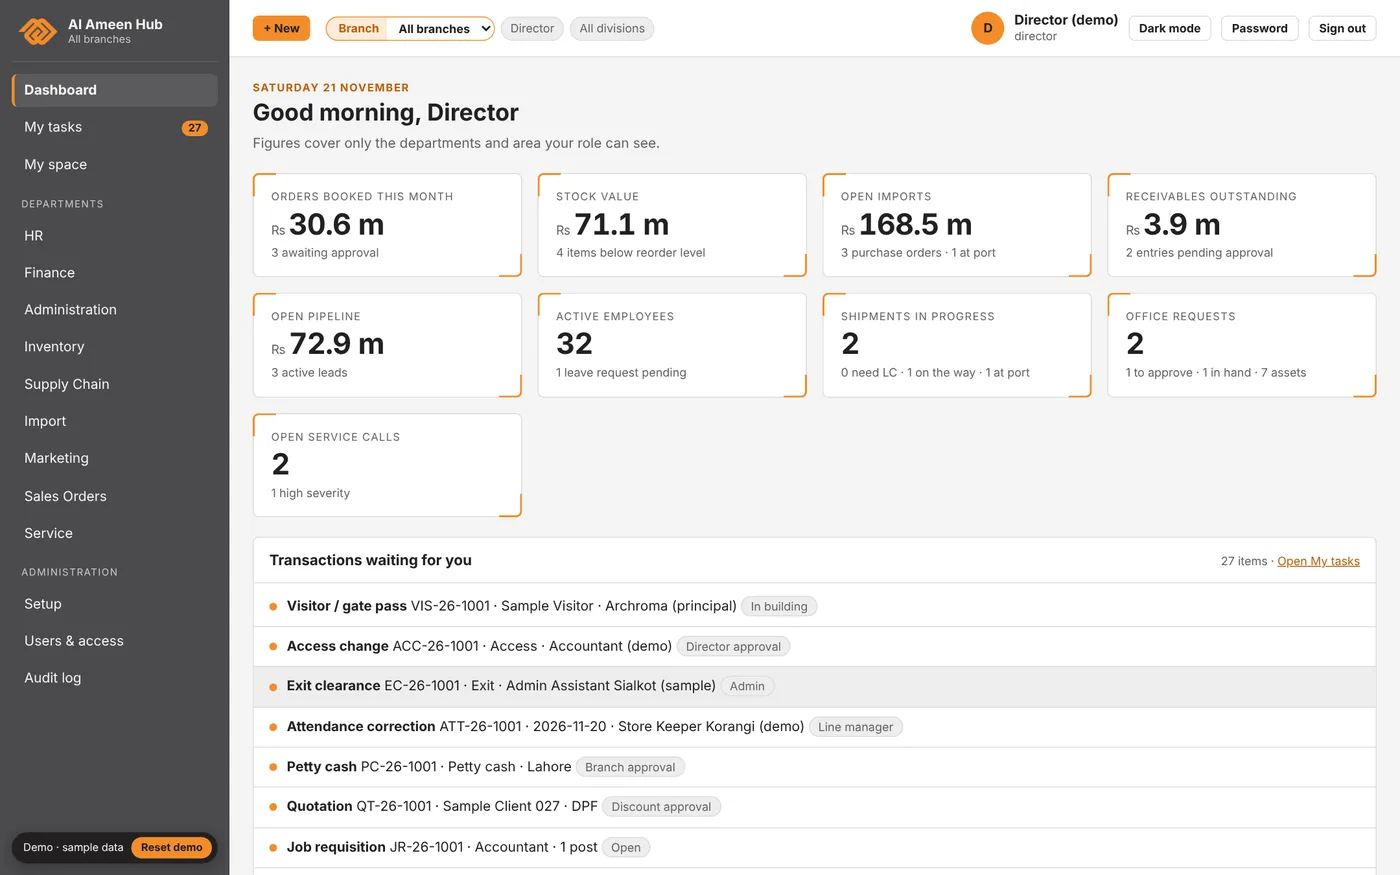 Al Ameen Hub
All branches
Dashboard
My tasks 27
My space
DEPARTMENTS
HR
Finance
Administration
Inventory
Supply Chain
Import
Marketing
Sales Orders
Service
ADMINISTRATION
Setup
Users & access
Audit log
Demo · sample data Reset demo
+ New Branch All branches Director All divisions
D Director (demo) director Dark mode Password Sign out
SATURDAY 21 NOVEMBER
Good morning, Director
Figures cover only the departments and area your role can see.
ORDERS BOOKED THIS MONTH
Rs 30.6 m
3 awaiting approval
STOCK VALUE
Rs 71.1 m
4 items below reorder level
OPEN IMPORTS
Rs 168.5 m
3 purchase orders · 1 at port
RECEIVABLES OUTSTANDING
Rs 3.9 m
2 entries pending approval
OPEN PIPELINE
Rs 72.9 m
3 active leads
ACTIVE EMPLOYEES
32
1 leave request pending
SHIPMENTS IN PROGRESS
2
0 need LC · 1 on the way · 1 at port
OFFICE REQUESTS
2
1 to approve · 1 in hand · 7 assets
OPEN SERVICE CALLS
2
1 high severity
Transactions waiting for you 27 items · Open My tasks
Visitor / gate pass VIS-26-1001 · Sample Visitor · Archroma (principal) In building
Access change ACC-26-1001 · Access · Accountant (demo) Director approval
Exit clearance EC-26-1001 · Exit · Admin Assistant Sialkot (sample) Admin
Attendance correction ATT-26-1001 · 2026-11-20 · Store Keeper Korangi (demo) Line manager
Petty cash PC-26-1001 · Petty cash · Lahore Branch approval
Quotation QT-26-1001 · Sample Client 027 · DPF Discount approval
Job requisition JR-26-1001 · Accountant · 1 post Open